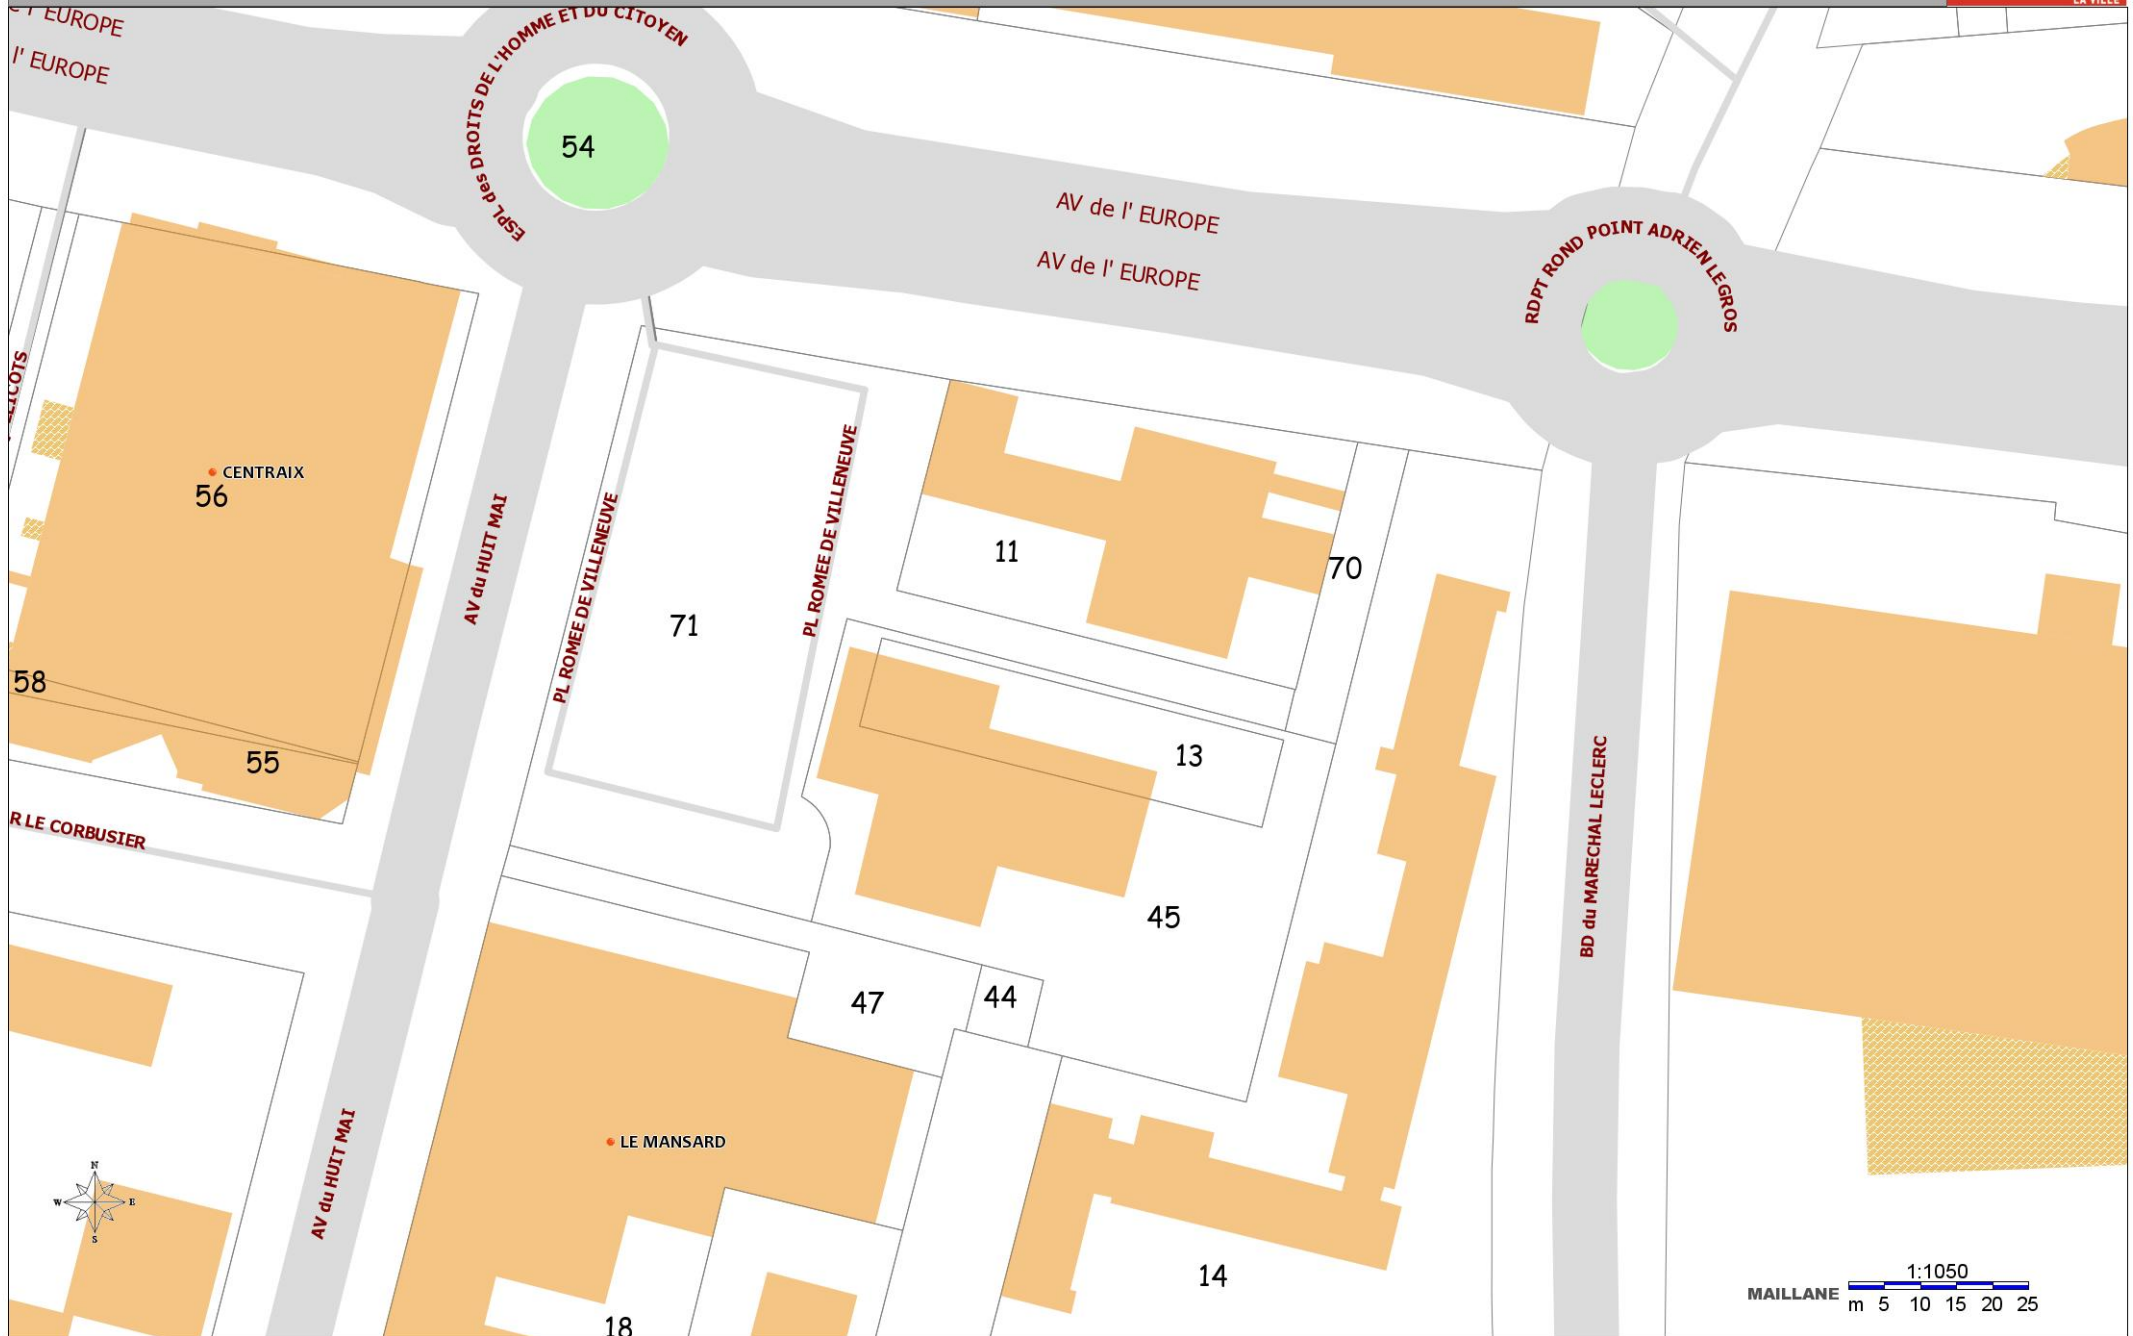 LA VILLE
EUROPE
l' EUROPE
ESPL des DROITS DE L'HOMME ET DU CITOYEN
54
AV de l' EUROPE
AV de l' EUROPE
RDPT ROND POINT ADRIEN LEGROS
CENTRAIX
56
AV du HUIT MAI
PL ROMEE DE VILLENEUVE
PL ROMEE DE VILLENEUVE
71
11
70
58
55
13
R LE CORBUSIER
45
BD du MARECHAL LECLERC
47
44
LE MANSARD
AV du HUIT MAI
N
W E
S
14
18
1:1050
MAILLANE
m 5 10 15 20 25